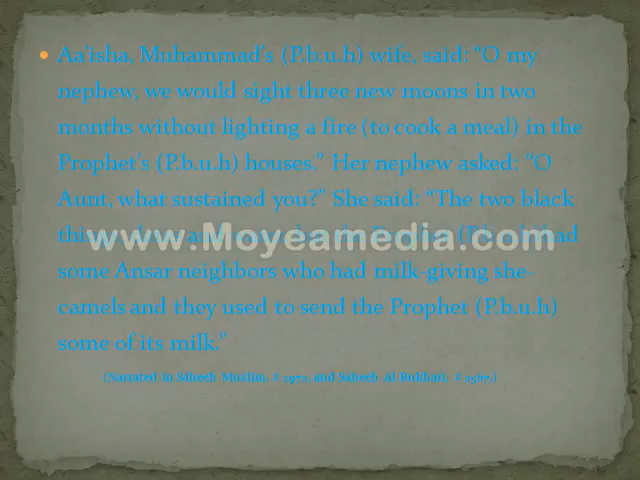 • Aa'isha, Muhammad's (P.b.u.h) wife, said: "O my
nephew, we would sight three new moons in two
months without lighting a fire (to cook a meal) in the
Prophet's (P.b.u.h) houses." Her nephew asked: "O
Aunt, what sustained you?" She said: "The two black
www.Moyeamedia.com
some Ansar neighbors who had milk-giving she-
camels and they used to send the Prophet (P.b.u.h)
some of its milk."
(Narrated in Saheeh Muslim, # 2972, and Saheeh Al-Bukhari, # 2567.)